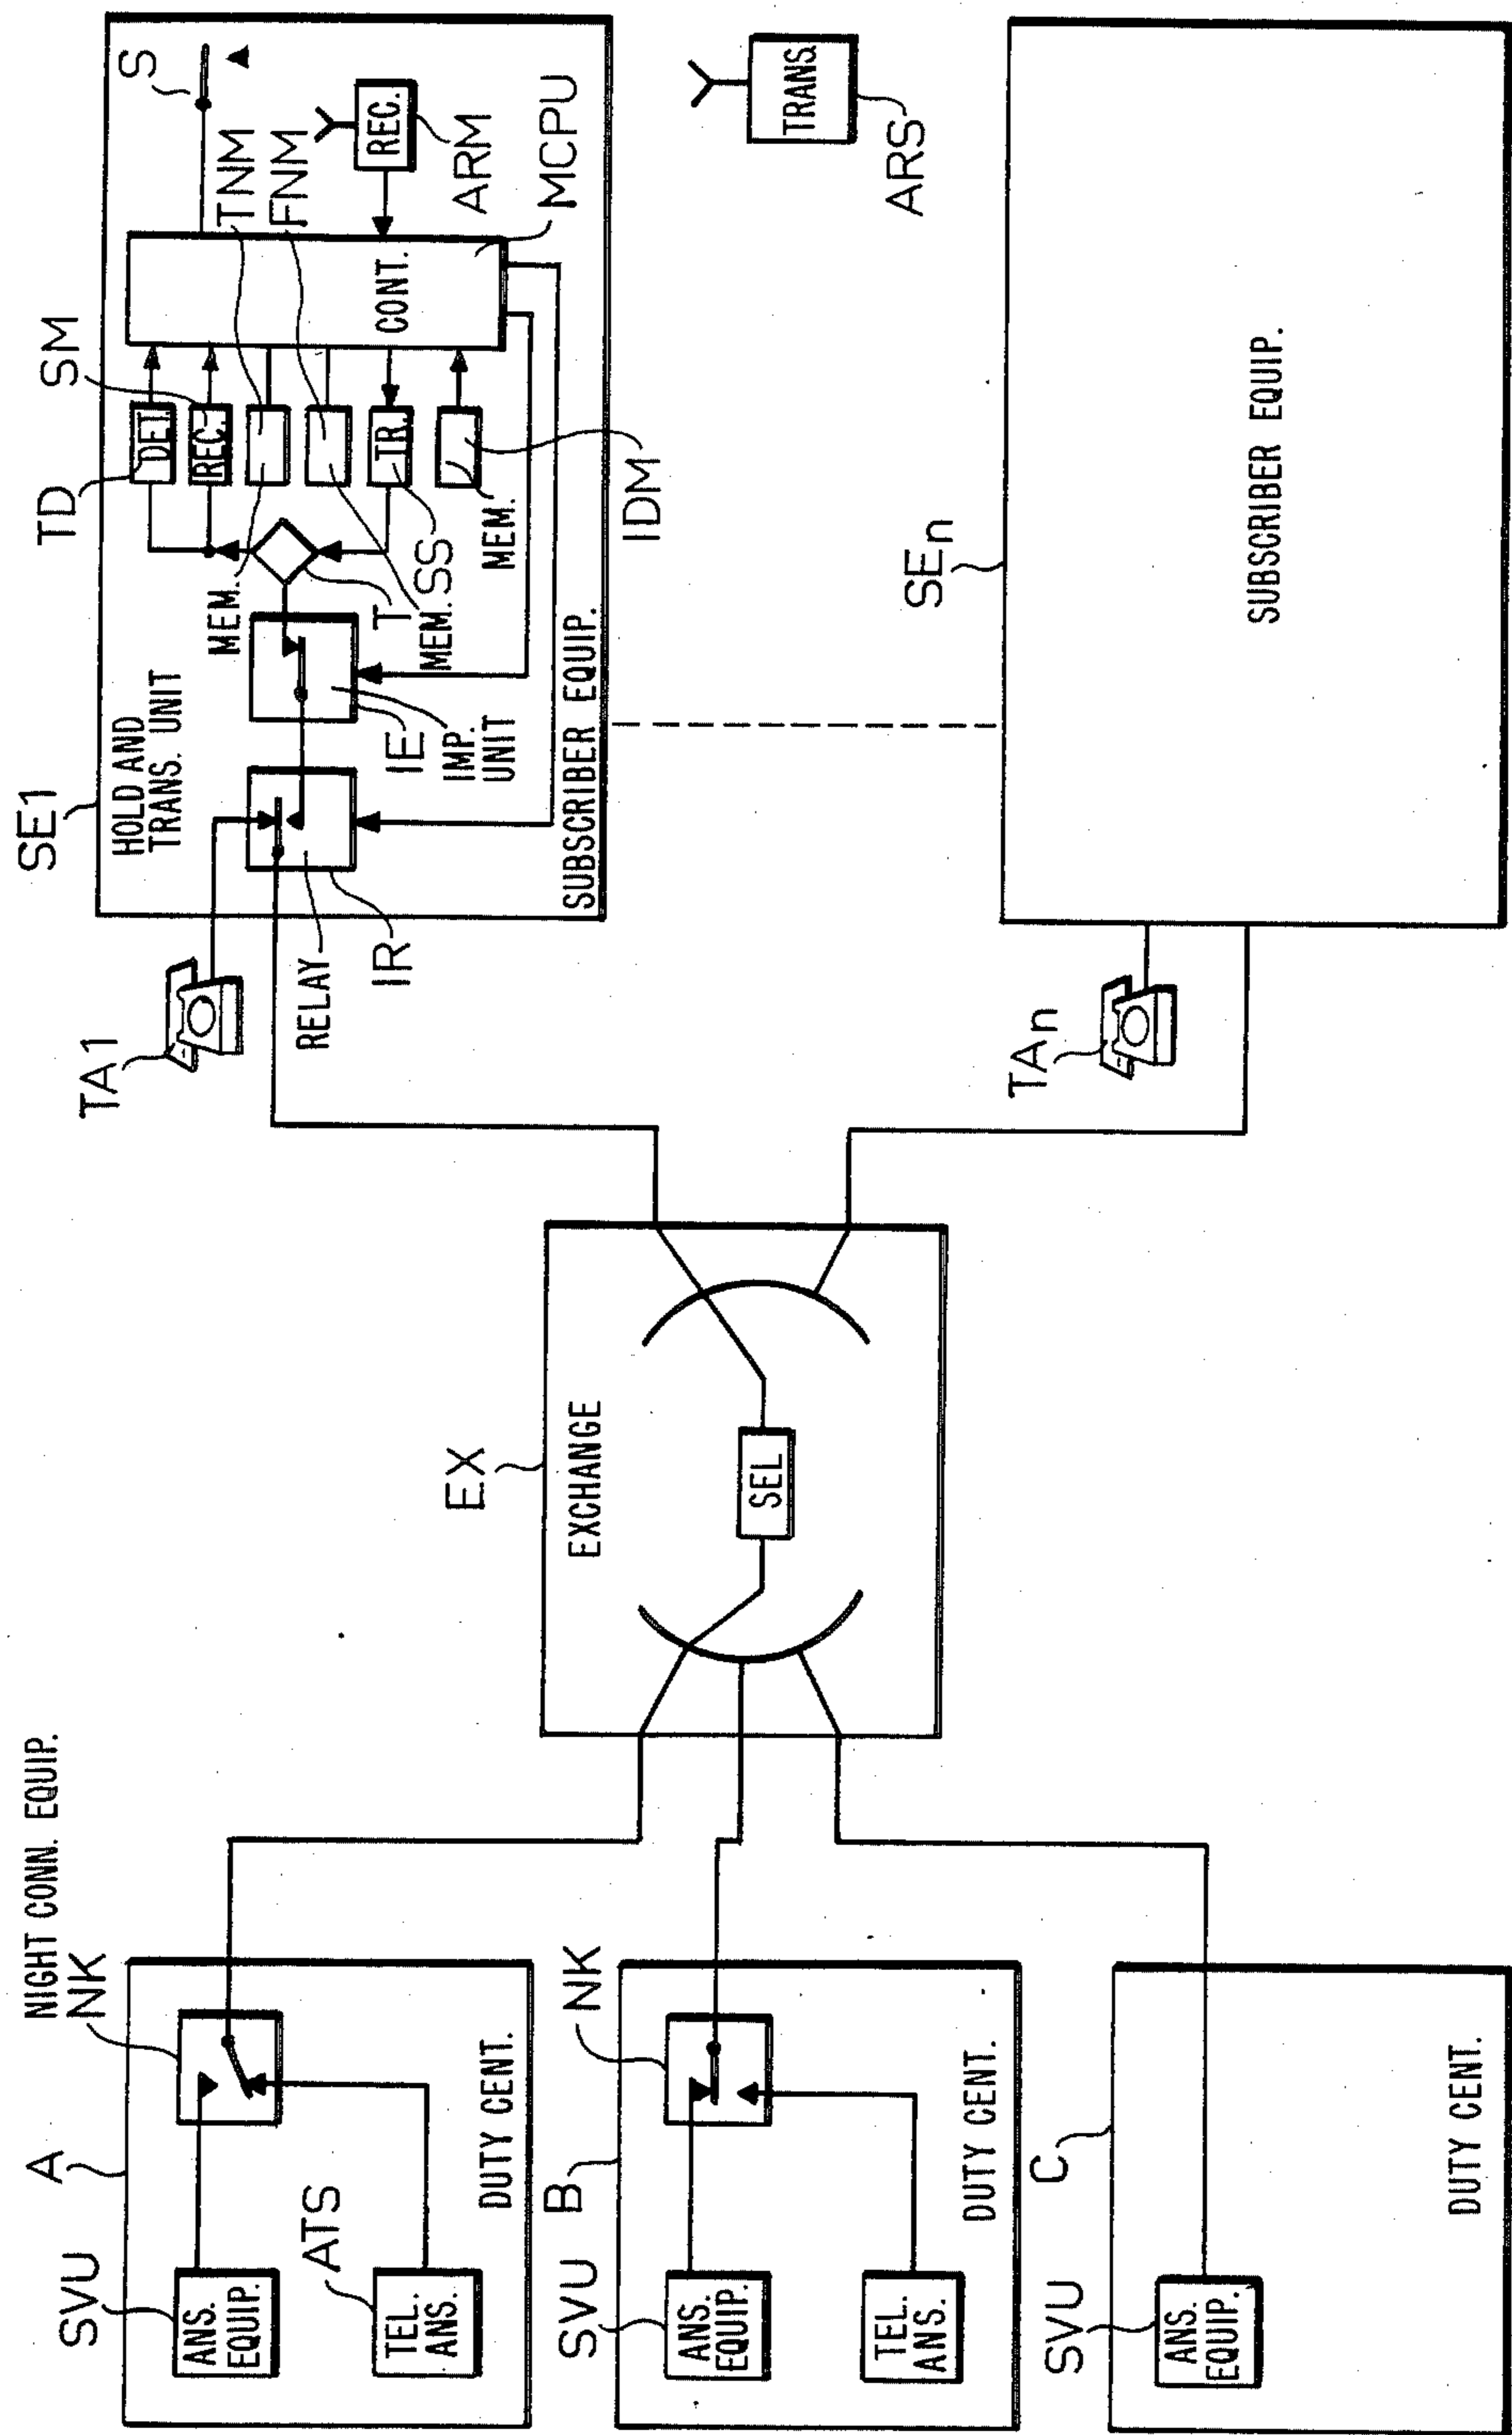 NIGHT CONN. EQUIP.
A
NK
SVU
ANS.
EQUIP.
ATS
TEL.
ANS.
DUTY CENT.
B
NK
SVU
ANS.
EQUIP.
TEL.
ANS.
DUTY CENT.
C
SVU
ANS.
EQUIP.
DUTY CENT.
EX
EXCHANGE
SEL
TA1
SE1
HOLD AND
TRANS. UNIT
RELAY
IR
IE
IMP.
UNIT
T
MEM.
MEM.
SS
MEM.
IDM
TD
SM
DET.
REC.
TR.
TNM
FNM
CONT.
S
REC.
ARM
MCPU
SUBSCRIBER EQUIP.
TRANS.
ARS
TAn
SEn
SUBSCRIBER EQUIP.